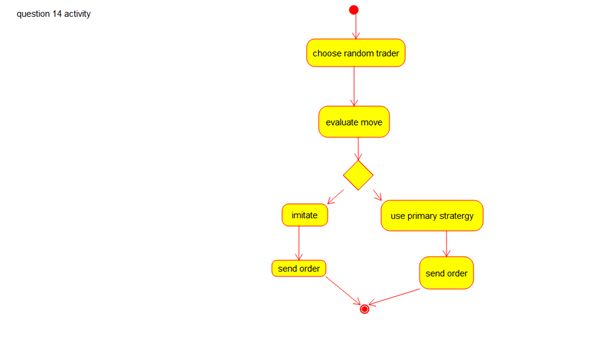 question 14 activity
choose random trader
evaluate move
imitate
use primary stratergy
send order
send order